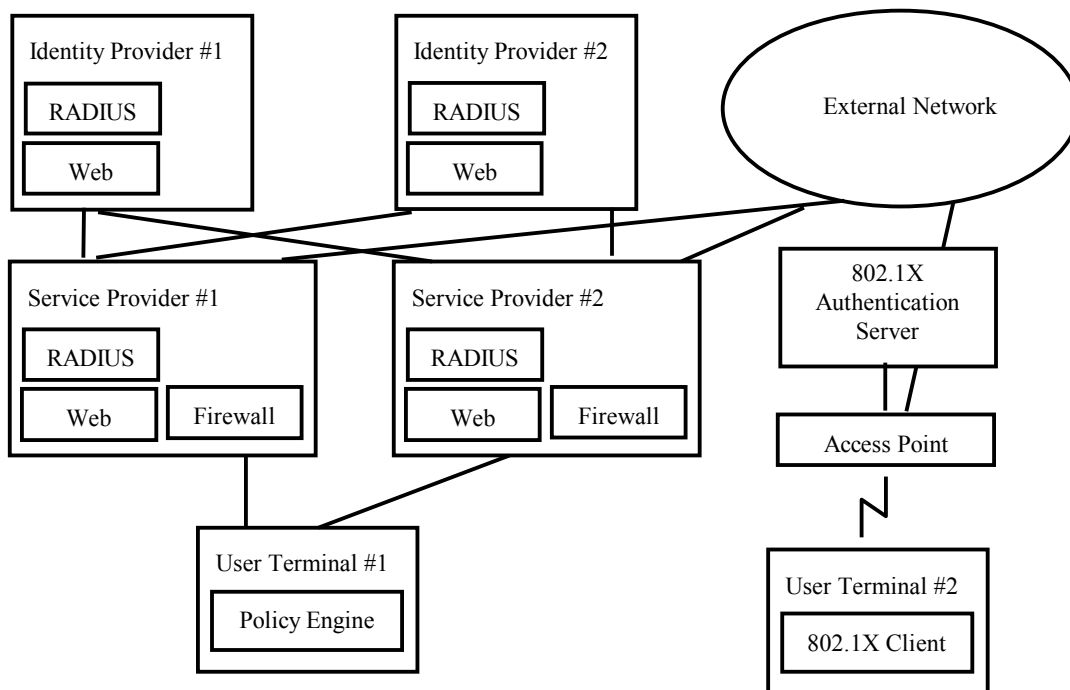 Identity Provider #1
RADIUS
Web
Identity Provider #2
RADIUS
Web
External Network
Service Provider #1
RADIUS
Web
Firewall
Service Provider #2
RADIUS
Web
Firewall
802.1X
Authentication
Server
Access Point
User Terminal #1
Policy Engine
User Terminal #2
802.1X Client